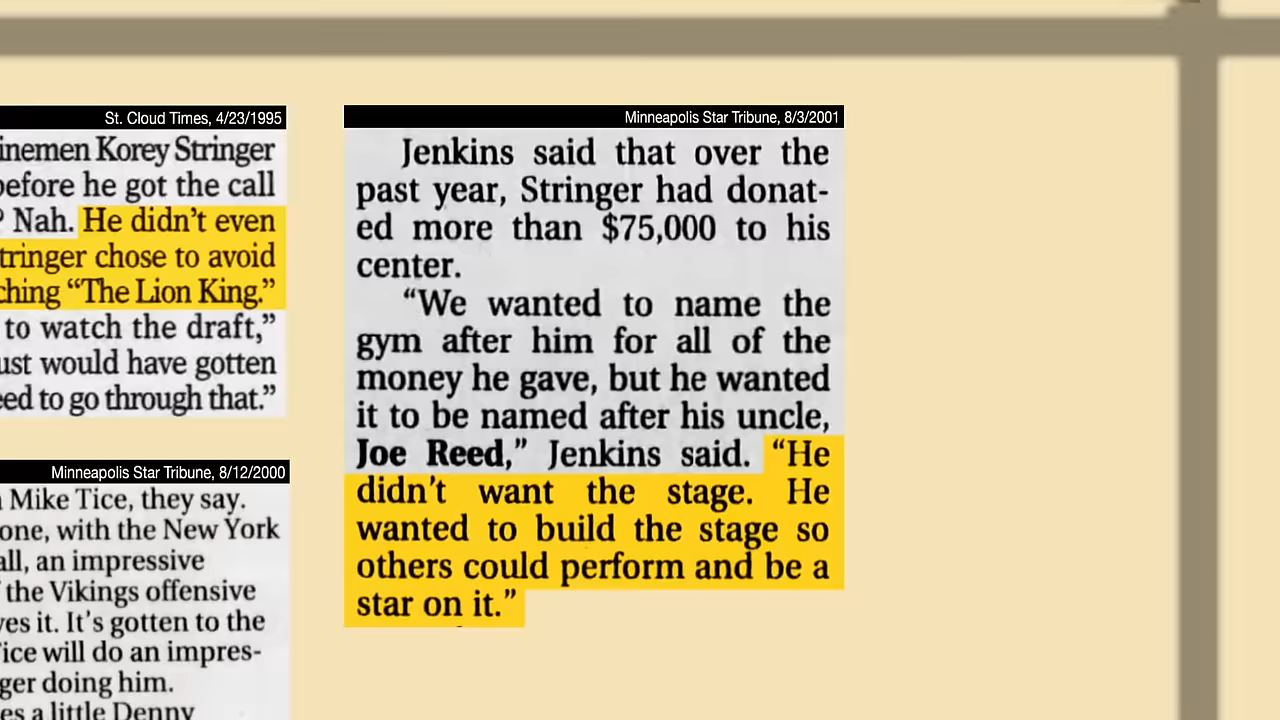 St. Cloud Times, 4/23/1995
inemen Korey Stringer
before he got the call
? Nah. He didn't even
tringer chose to avoid
ching “The Lion King.”
to watch the draft,”
ust would have gotten
eed to go through that.”
Minneapolis Star Tribune, 8/12/2000
Mike Tice, they say.
one, with the New York
all, an impressive
the Vikings offensive
ves it. It's gotten to the
Tice will do an impres-
ger doing him.
es a little Denny
Minneapolis Star Tribune, 8/3/2001
Jenkins said that over the
past year, Stringer had donat-
ed more than $75,000 to his
center.
“We wanted to name the
gym after him for all of the
money he gave, but he wanted
it to be named after his uncle,
Joe Reed,” Jenkins said. “He
didn't want the stage. He
wanted to build the stage so
others could perform and be a
star on it.”